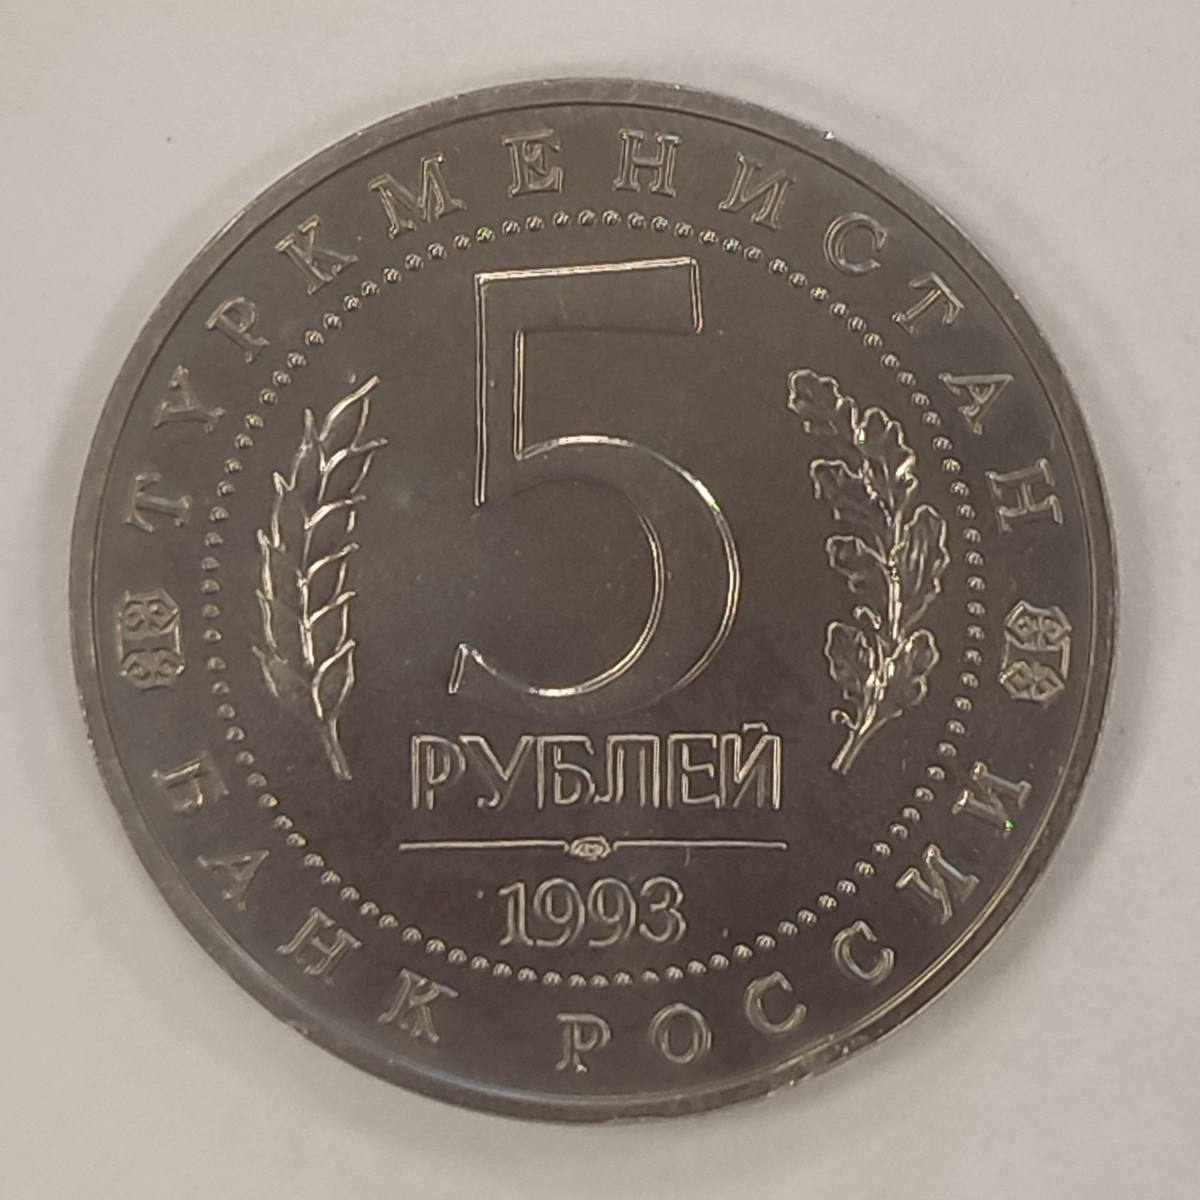 ТУРКМЕНИСТАН
5
РУБЛЕЙ
1993
БАНК РОССИИ